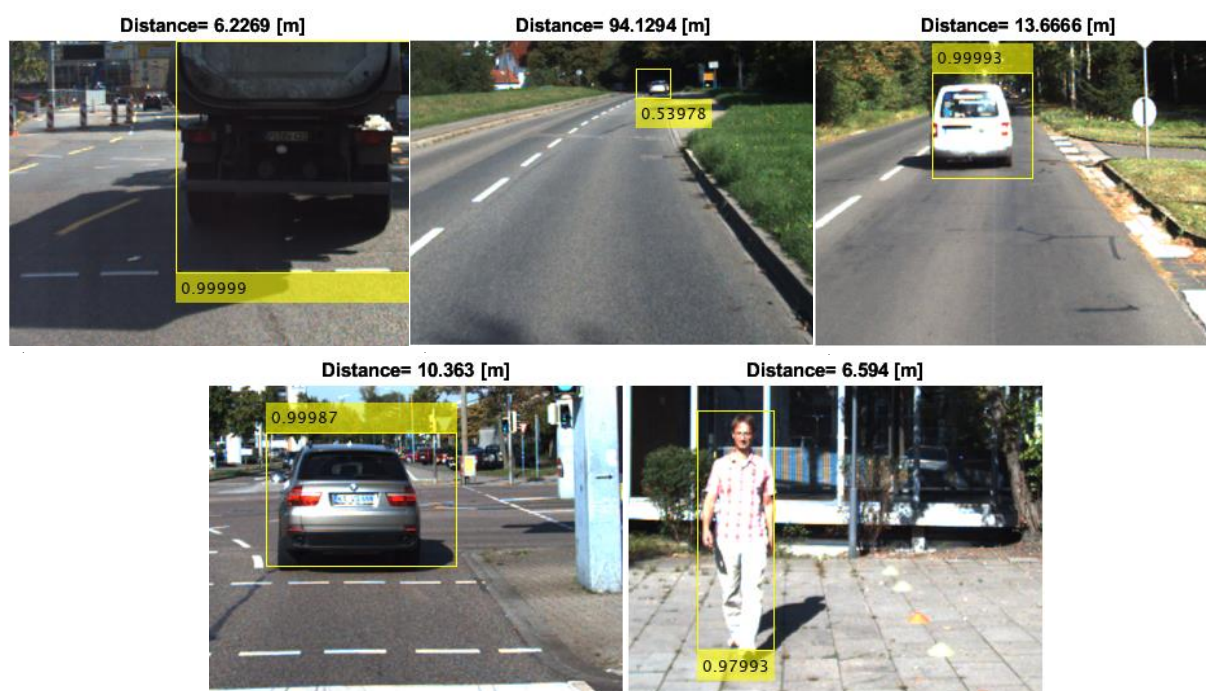 Distance= 6.2269 [m]
Distance= 94.1294 [m]
Distance= 13.6666 [m]
0.99993
0.53978
0.99999
Distance= 10.363 [m]
Distance= 6.594 [m]
0.99987
0.97993